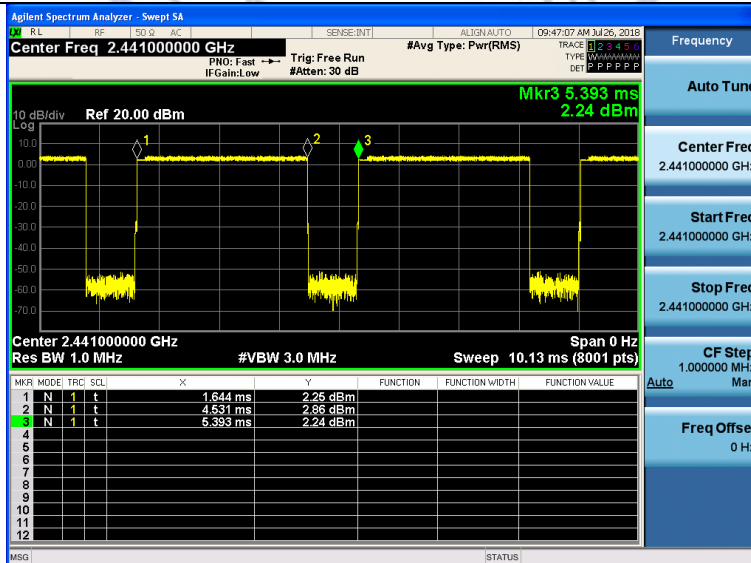 Agilent Spectrum Analyzer - Swept SA
RL RF 50 Ω AC SENSE:INT ALIGN AUTO 09:47:07 AM Jul 26, 2018
Center Freq 2.441000000 GHz
PNO: Fast
IFGain:Low
Trig: Free Run
#Atten: 30 dB
#Avg Type: Pwr(RMS)
TRACE 1 2 3 4 5 6
TYPE
DET P P P P P P
Mkr3 5.393 ms
2.24 dBm
10 dB/div Ref 20.00 dBm
Log
10.0
0.00
-10.0
-20.0
-30.0
-40.0
-50.0
-60.0
-70.0
1
2
3
Center 2.441000000 GHz Span 0 Hz
Res BW 1.0 MHz #VBW 3.0 MHz Sweep 10.13 ms (8001 pts)
MKR MODE TRC SCL X Y FUNCTION FUNCTION WIDTH FUNCTION VALUE
1 N 1 t 1.644 ms 2.25 dBm
2 N 1 t 4.531 ms 2.86 dBm
3 N 1 t 5.393 ms 2.24 dBm
4
5
6
7
8
9
10
11
12
MSG STATUS
Frequency
Auto Tune
Center Freq
2.441000000 GHz
Start Freq
2.441000000 GHz
Stop Freq
2.441000000 GHz
CF Step
1.000000 MHz
Auto Man
Freq Offset
0 Hz